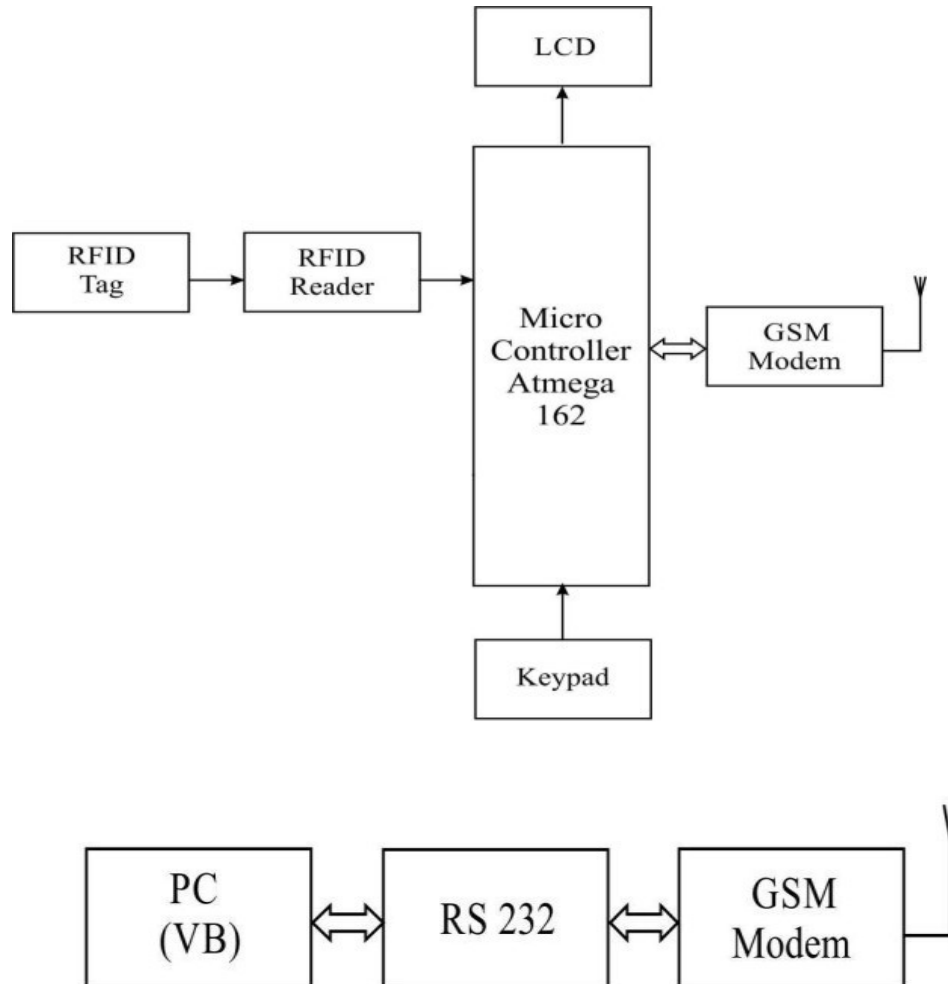 LCD
RFID
Tag
RFID
Reader
Micro
Controller
Atmega
162
GSM
Modem
Keypad
PC
(VB)
RS 232
GSM
Modem